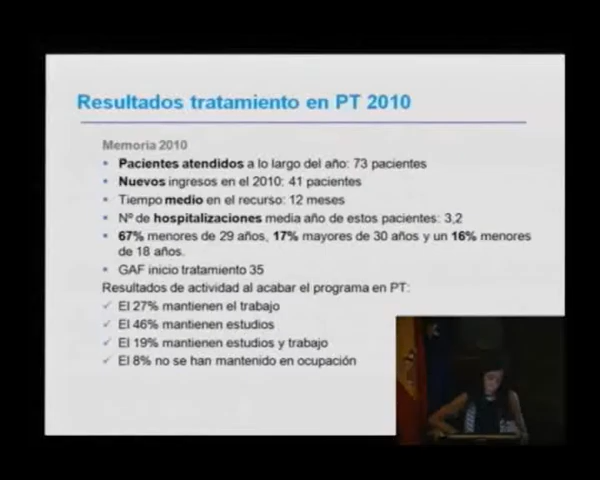 Resultados tratamiento en PT 2010
Memoria 2010
• Pacientes atendidos a lo largo del año: 73 pacientes
• Nuevos ingresos en el 2010: 41 pacientes
• Tiempo medio en el recurso: 12 meses
• Nº de hospitalizaciones media año de estos pacientes: 3,2
• 67% menores de 29 años, 17% mayores de 30 años y un 16% menores
de 18 años.
• GAF inicio tratamiento 35
Resultados de actividad al acabar el programa en PT:
✓ El 27% mantienen el trabajo
✓ El 46% mantienen estudios
✓ El 19% mantienen estudios y trabajo
✓ El 8% no se han mantenido en ocupación